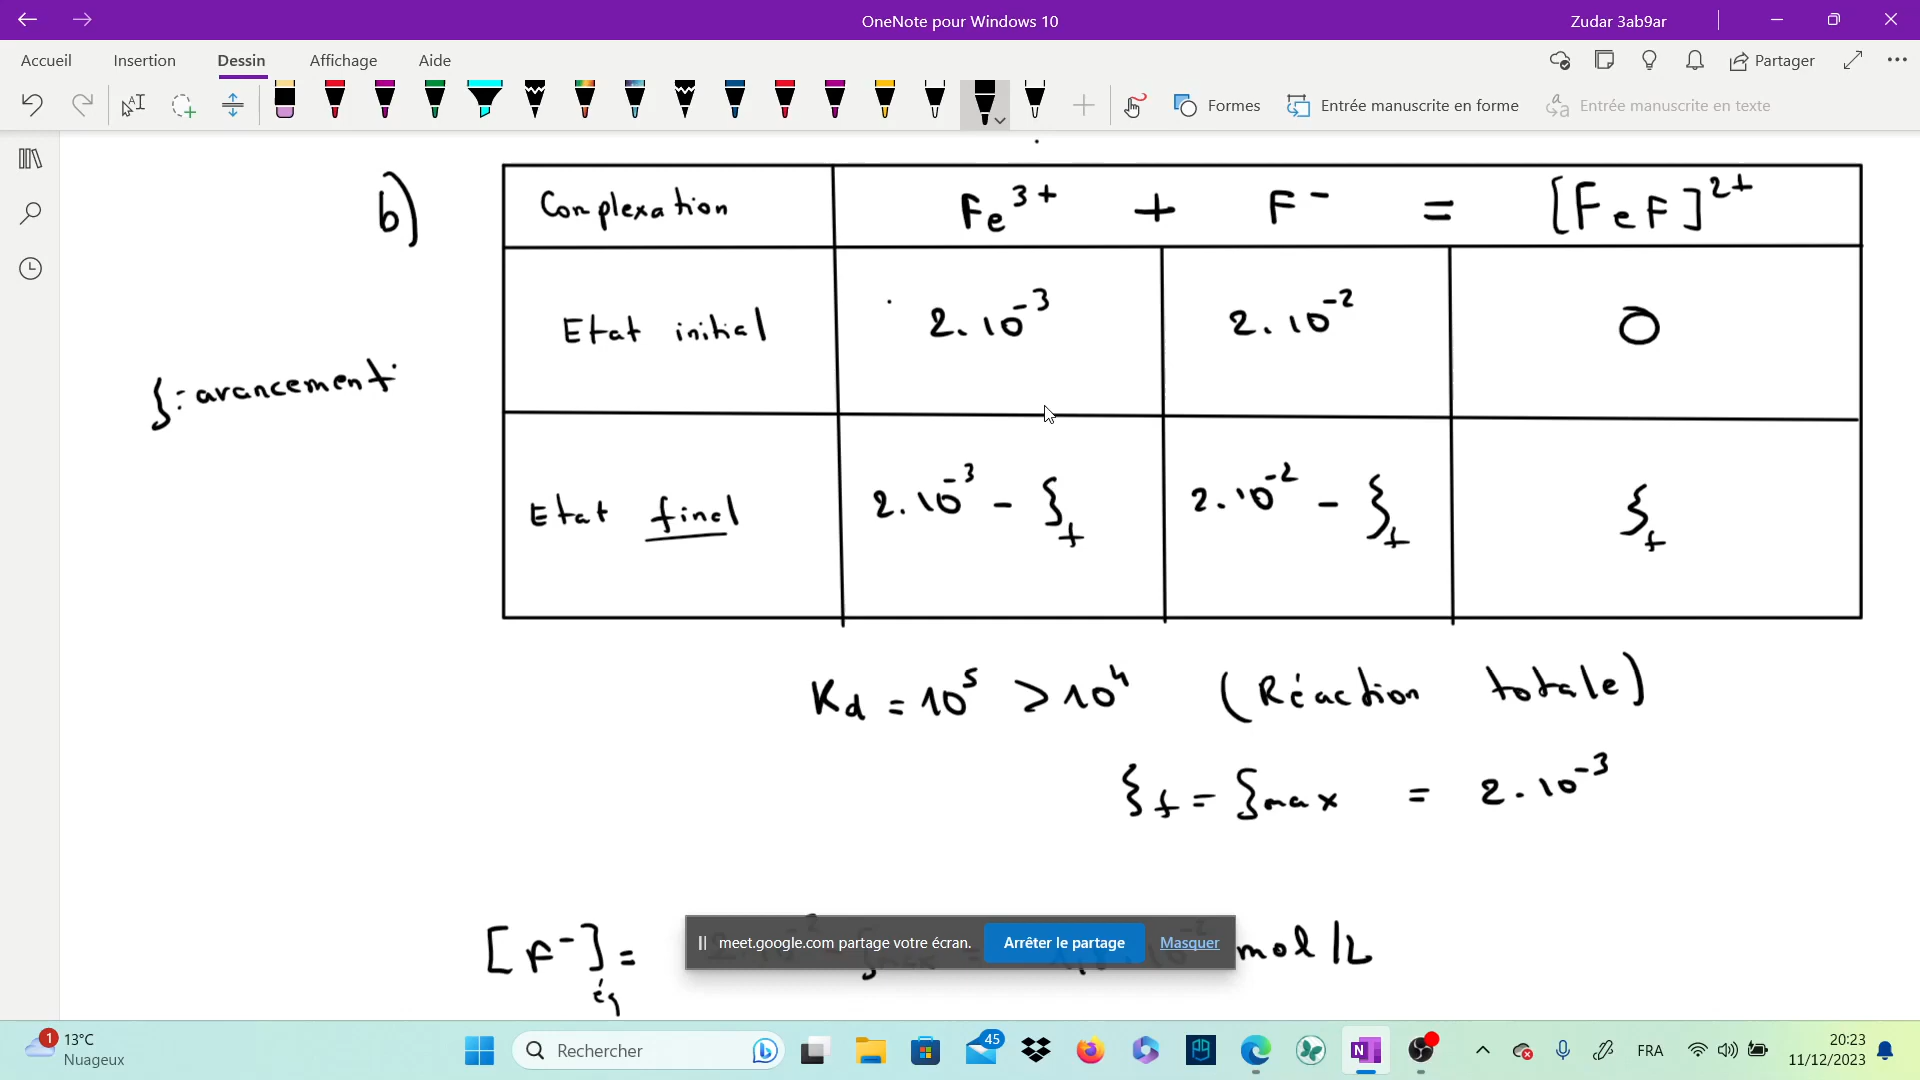 OneNote pour Windows 10
Zudar 3ab9ar
Accueil
Insertion
Dessin
Affichage
Aide
Partager
Formes
Entrée manuscrite en forme
Entrée manuscrite en texte
b)
Complexation
Fe³⁺ + F⁻ = [FeF]²⁺
Etat initial
2.10⁻³
2.10⁻²
0
ξ: avancement
Etat final
2.10⁻³ - ξf
2.10⁻² - ξf
ξf
Kd = 10⁵ > 10⁴ (Réaction totale)
ξf = ξmax = 2.10⁻³
[F⁻]éq =
mol/L
meet.google.com partage votre écran.
Arrêter le partage
Masquer
1
13°C
Nuageux
Rechercher
45
FRA
20:23
11/12/2023